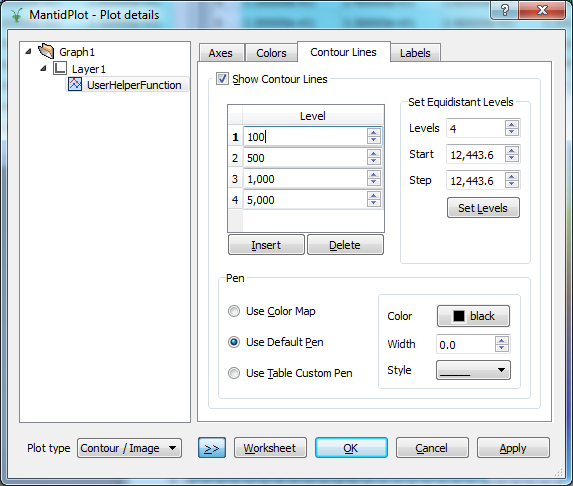 MantidPlot - Plot details
Graph1
Layer1
UserHelperFunction
Axes Colors Contour Lines Labels
Show Contour Lines
Level
1 100
2 500
3 1,000
4 5,000
Insert Delete
Set Equidistant Levels
Levels 4
Start 12,443.6
Step 12,443.6
Set Levels
Pen
Use Color Map
Use Default Pen
Use Table Custom Pen
Color black
Width 0.0
Style
Plot type Contour / Image >> Worksheet OK Cancel Apply